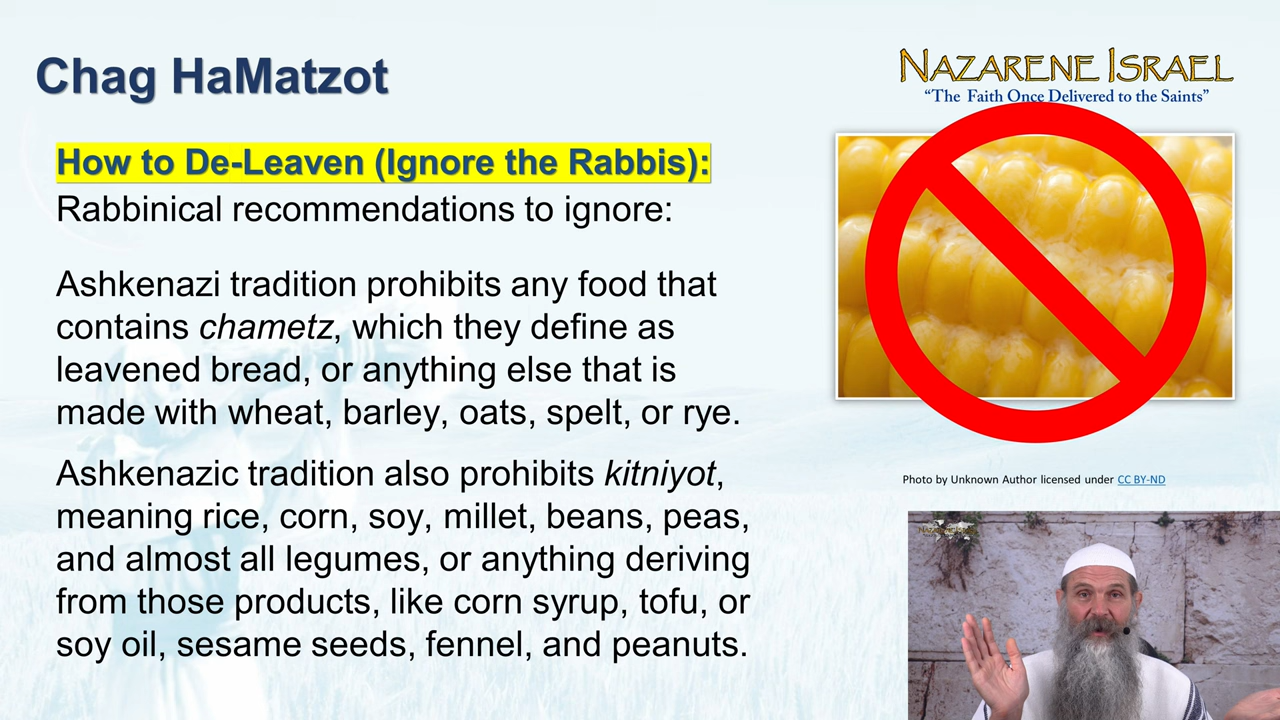 Chag HaMatzot
NAZARENE ISRAEL
“The Faith Once Delivered to the Saints”
How to De-Leaven (Ignore the Rabbis):
Rabbinical recommendations to ignore:
Ashkenazi tradition prohibits any food that
contains chametz, which they define as
leavened bread, or anything else that is
made with wheat, barley, oats, spelt, or rye.
Ashkenazic tradition also prohibits kitniyot,
meaning rice, corn, soy, millet, beans, peas,
and almost all legumes, or anything deriving
from those products, like corn syrup, tofu, or
soy oil, sesame seeds, fennel, and peanuts.
Photo by Unknown Author licensed under CC BY-ND